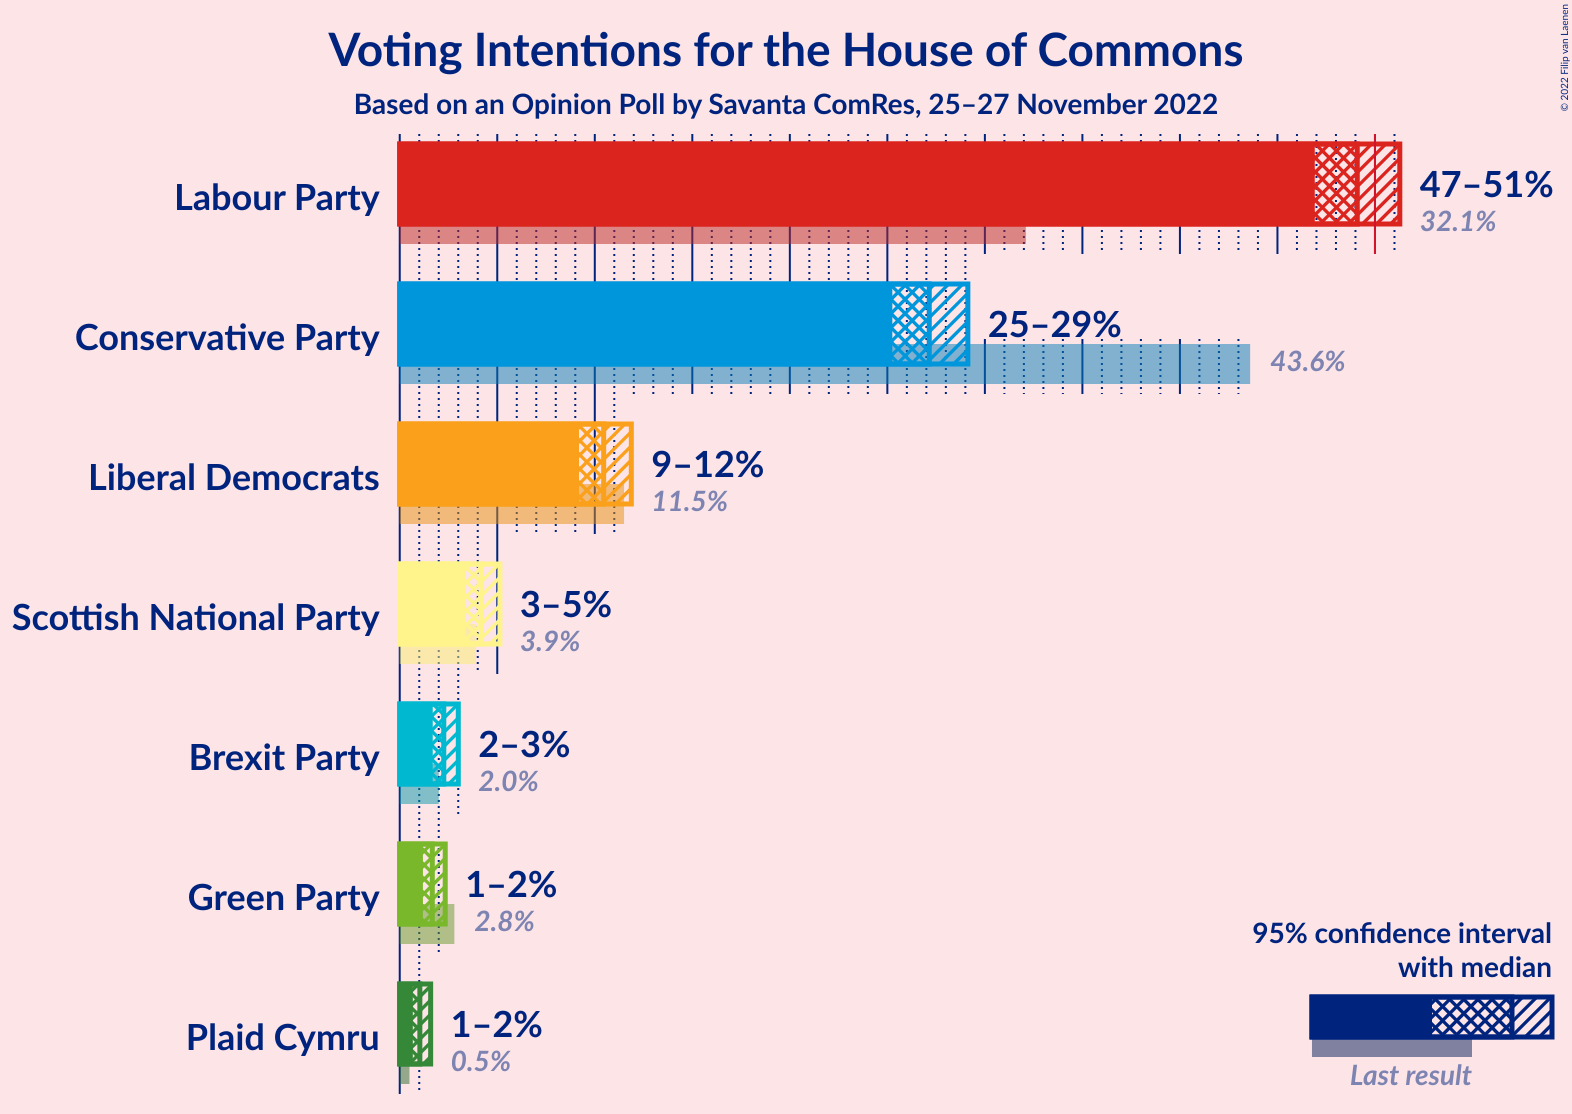 Voting Intentions for the House of Commons
Based on an Opinion Poll by Savanta ComRes, 25–27 November 2022
© 2022 Filip van Laenen
Labour Party
47–51%
32.1%
Conservative Party
25–29%
43.6%
Liberal Democrats
9–12%
11.5%
Scottish National Party
3–5%
3.9%
Brexit Party
2–3%
2.0%
Green Party
1–2%
2.8%
Plaid Cymru
1–2%
0.5%
95% confidence interval
with median
Last result